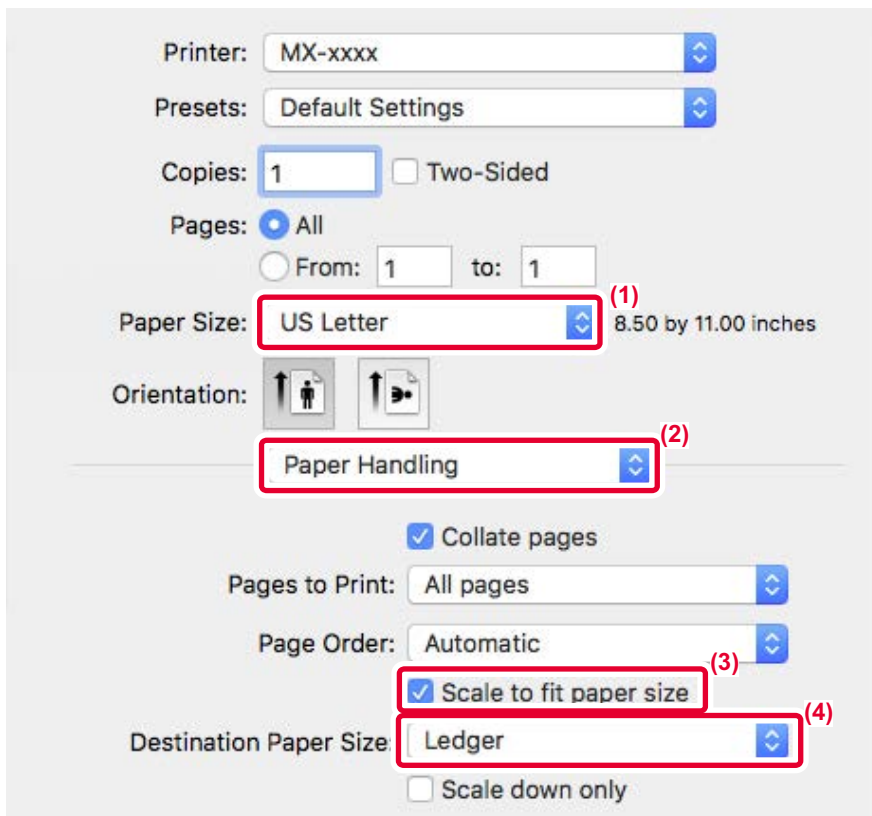 Printer: MX-xxxx
Presets: Default Settings
Copies: 1 Two-Sided
Pages: All
From: 1 to: 1
(1)
Paper Size: US Letter 8.50 by 11.00 inches
Orientation:
(2)
Paper Handling
Collate pages
Pages to Print: All pages
Page Order: Automatic
(3)
Scale to fit paper size
(4)
Destination Paper Size: Ledger
Scale down only